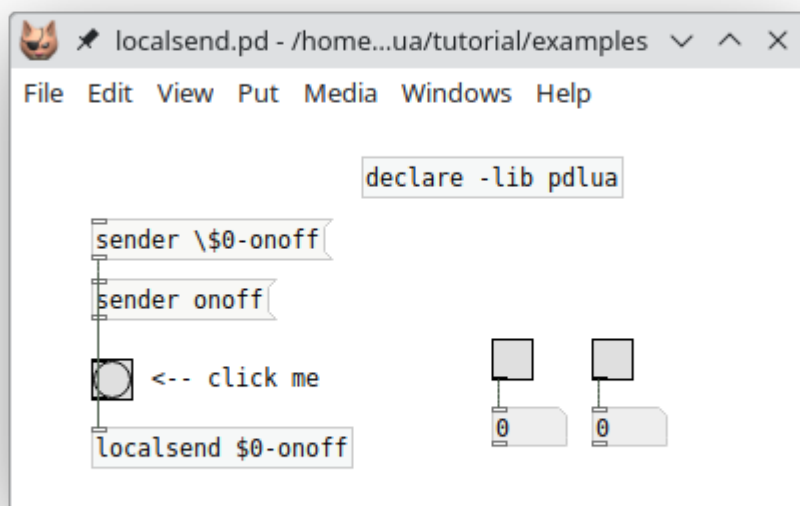 localsend.pd - /home...ua/tutorial/examples
File Edit View Put Media Windows Help
declare -lib pdlua
sender \$0-onoff
sender onoff
<-- click me
0 0
localsend $0-onoff